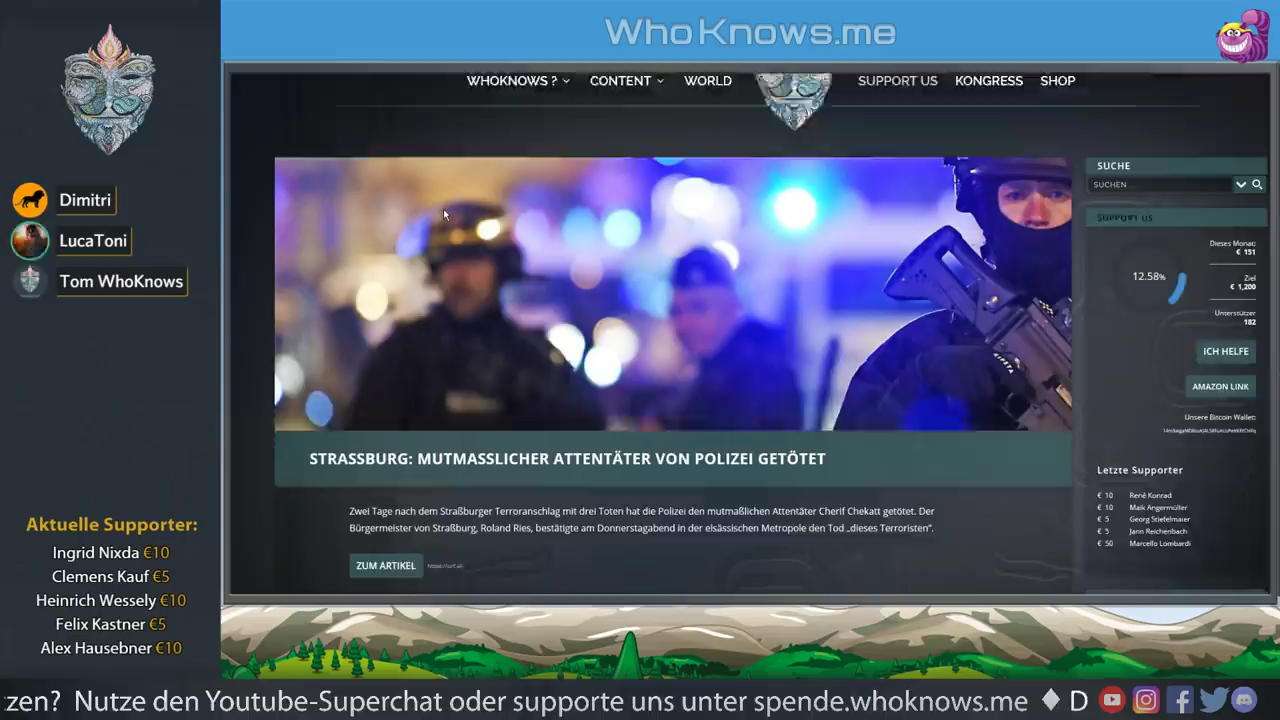 WhoKnows.me
WHOKNOWS ?
CONTENT
WORLD
SUPPORT US
KONGRESS
SHOP
Dimitri
LucaToni
Tom WhoKnows
Aktuelle Supporter:
Ingrid Nixda €10
Clemens Kauf €5
Heinrich Wessely €10
Felix Kastner €5
Alex Hausebner €10
STRASSBURG: MUTMASSLICHER ATTENTÄTER VON POLIZEI GETÖTET
Zwei Tage nach dem Straßburger Terroranschlag mit drei Toten hat die Polizei den mutmaßlichen Attentäter Cherif Chekatt getötet. Der
Bürgermeister von Straßburg, Roland Ries, bestätigte am Donnerstagabend in der elsässischen Metropole den Tod „dieses Terroristen“.
ZUM ARTIKEL
SUCHE
SUCHEN ...
SUPPORT US
12.58%
Dieses Monat:
€ 151
Ziel
€ 1,200
Unterstützer:
182
ICH HELFE
AMAZON LINK
Unsere Bitcoin Wallet:
Letzte Supporter
€ 10 René Konrad
€ 10 Maik Angermüller
€ 5 Georg Stiefelmaier
€ 5 Jann Reichenbach
€ 50 Marcello Lombardi
zen? Nutze den Youtube-Superchat oder supporte uns unter spende.whoknows.me ♦ D